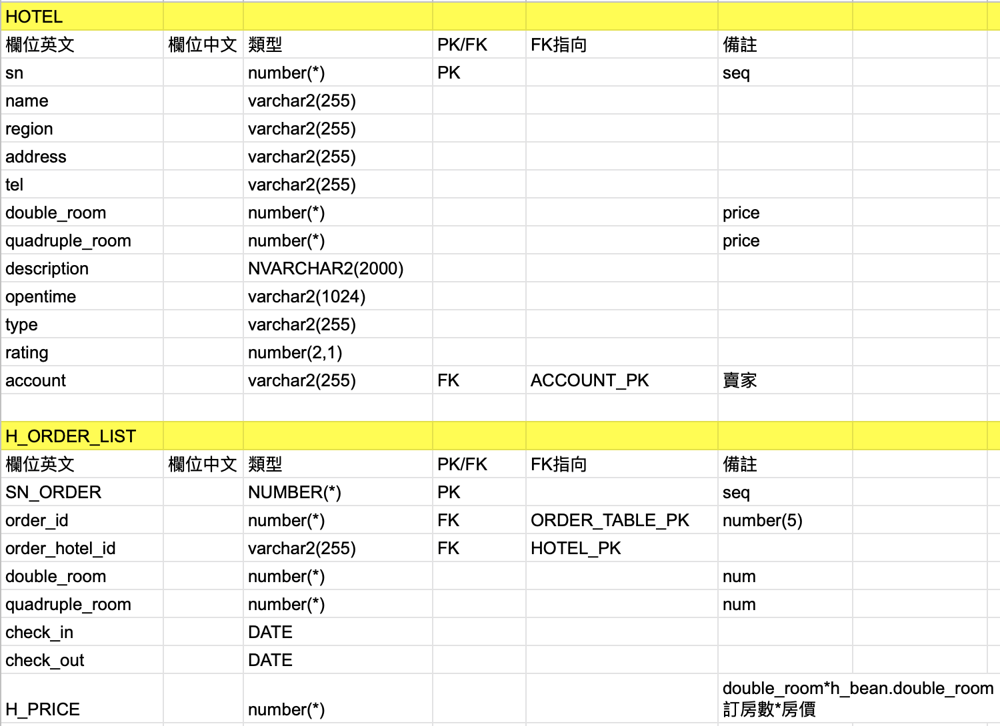 HOTEL
欄位英文 欄位中文 類型 PK/FK FK指向 備註
sn number(*) PK seq
name varchar2(255)
region varchar2(255)
address varchar2(255)
tel varchar2(255)
double_room number(*) price
quadruple_room number(*) price
description NVARCHAR2(2000)
opentime varchar2(1024)
type varchar2(255)
rating number(2,1)
account varchar2(255) FK ACCOUNT_PK 賣家
H_ORDER_LIST
欄位英文 欄位中文 類型 PK/FK FK指向 備註
SN_ORDER NUMBER(*) PK seq
order_id number(*) FK ORDER_TABLE_PK number(5)
order_hotel_id varchar2(255) FK HOTEL_PK
double_room number(*) num
quadruple_room number(*) num
check_in DATE
check_out DATE
double_room*h_bean.double_room
H_PRICE number(*) 訂房數*房價